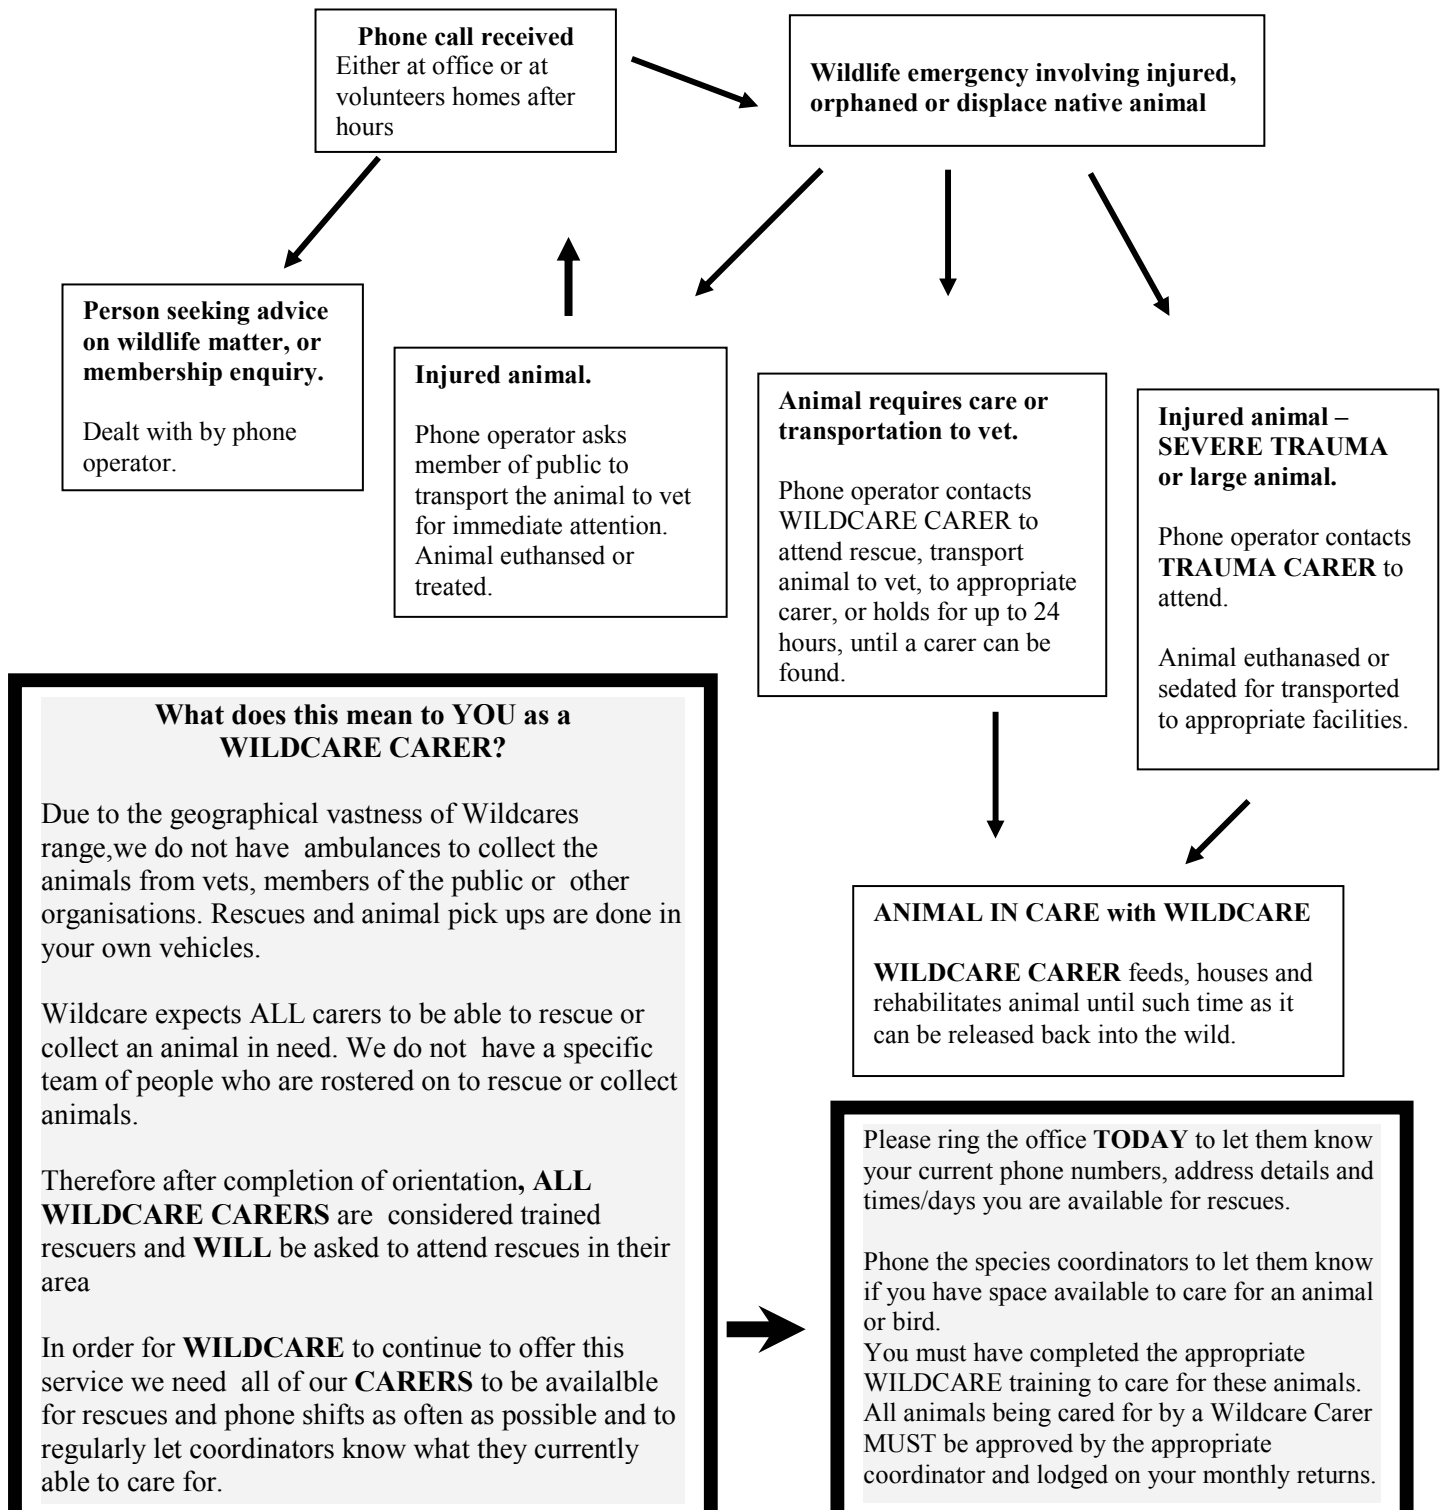 Phone call received
Either at office or at
volunteers homes after
hours
Wildlife emergency involving injured,
orphaned or displace native animal
Person seeking advice
on wildlife matter, or
membership enquiry.
Dealt with by phone
operator.
Injured animal.
Phone operator asks
member of public to
transport the animal to vet
for immediate attention.
Animal euthansed or
treated.
Animal requires care or
transportation to vet.
Phone operator contacts
WILDCARE CARER to
attend rescue, transport
animal to vet, to appropriate
carer, or holds for up to 24
hours, until a carer can be
found.
Injured animal –
SEVERE TRAUMA
or large animal.
Phone operator contacts
TRAUMA CARER to
attend.
Animal euthanased or
sedated for transported
to appropriate facilities.
What does this mean to YOU as a
WILDCARE CARER?
Due to the geographical vastness of Wildcares
range,we do not have ambulances to collect the
animals from vets, members of the public or other
organisations. Rescues and animal pick ups are done in
your own vehicles.
Wildcare expects ALL carers to be able to rescue or
collect an animal in need. We do not have a specific
team of people who are rostered on to rescue or collect
animals.
Therefore after completion of orientation, ALL
WILDCARE CARERS are considered trained
rescuers and WILL be asked to attend rescues in their
area
In order for WILDCARE to continue to offer this
service we need all of our CARERS to be availalble
for rescues and phone shifts as often as possible and to
regularly let coordinators know what they currently
able to care for.
ANIMAL IN CARE with WILDCARE
WILDCARE CARER feeds, houses and
rehabilitates animal until such time as it
can be released back into the wild.
Please ring the office TODAY to let them know
your current phone numbers, address details and
times/days you are available for rescues.
Phone the species coordinators to let them know
if you have space available to care for an animal
or bird.
You must have completed the appropriate
WILDCARE training to care for these animals.
All animals being cared for by a Wildcare Carer
MUST be approved by the appropriate
coordinator and lodged on your monthly returns.